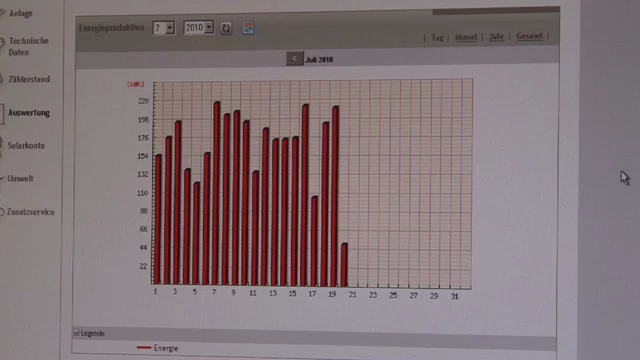 Anlage
Technische
Daten
Zählerstand
Auswertung
Solarkonto
Umwelt
Zusatzservice
Energieproduktion 7 2010
| Tag | Monat | Jahr | Gesamt |
< Juli 2010
[kWh]
220
198
176
154
132
110
88
66
44
22
1 3 5 7 9 11 13 15 17 19 21 23 25 27 29 31
Legende
Energie